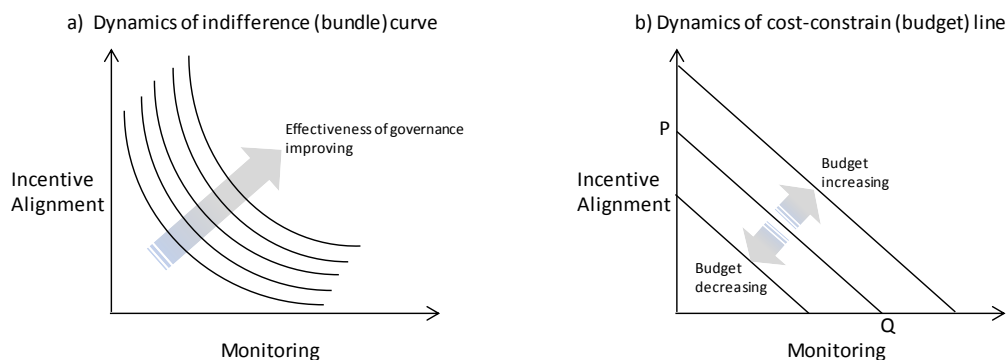 a) Dynamics of indifference (bundle) curve
Effectiveness of governance
improving
Incentive
Alignment
Monitoring
b) Dynamics of cost-constrain (budget) line
P
Budget
increasing
Incentive
Alignment
Budget
decreasing
Q
Monitoring